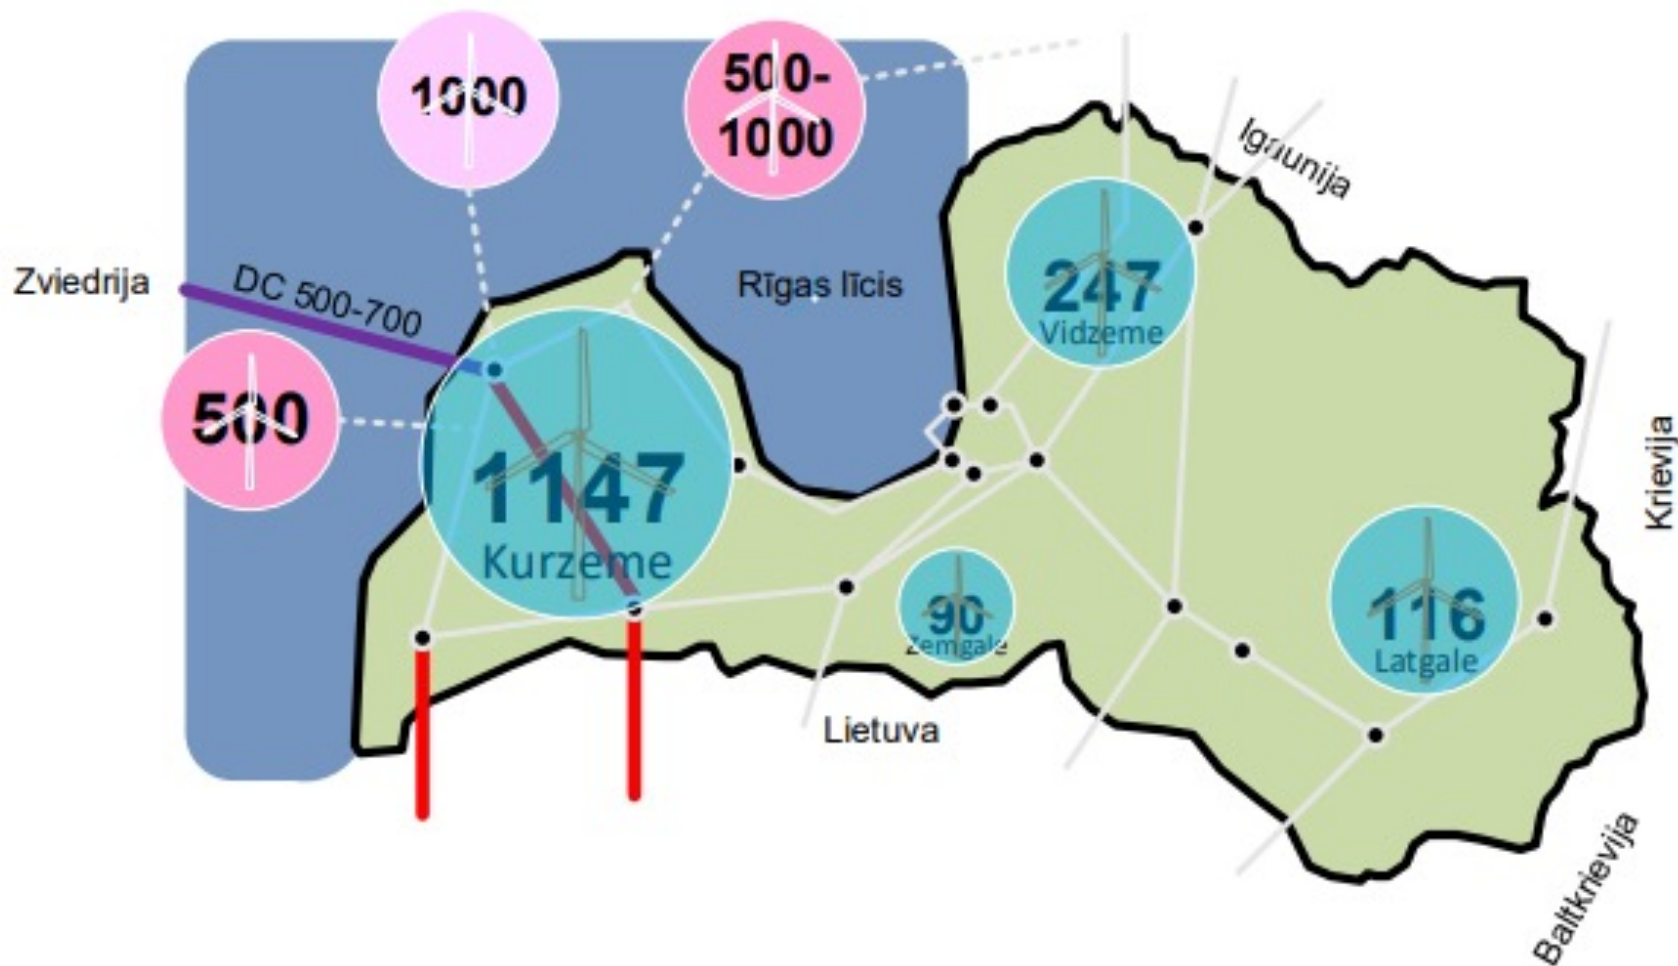 1000
500-
1000
Igaunija
Zviedrija
DC 500-700
Rīgas līcis
247
Vidzeme
500
1147
Kurzeme
Krievija
90
Zemgale
116
Latgale
Lietuva
Baltkrievija